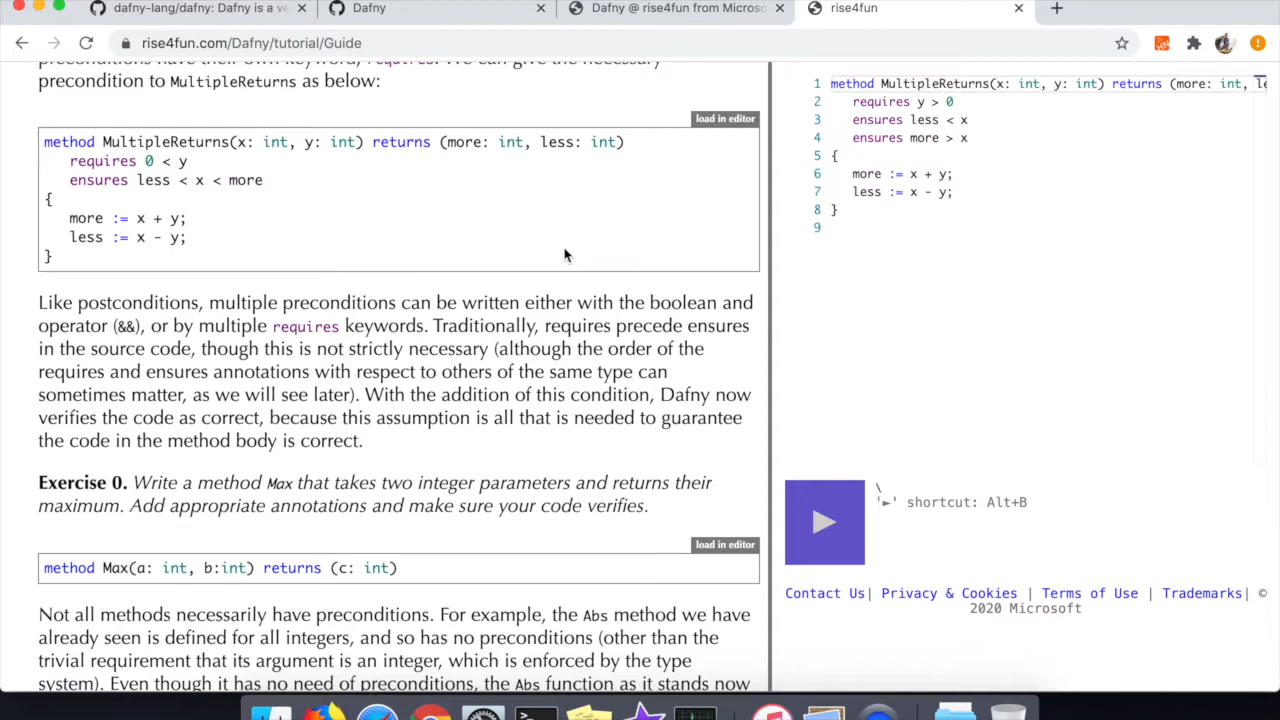 dafny-lang/dafny: Dafny is a ve
Dafny
Dafny @ rise4fun from Microso
rise4fun
rise4fun.com/Dafny/tutorial/Guide
preconditions have their own keyword, requires. We can give the necessary
precondition to MultipleReturns as below:
load in editor
method MultipleReturns(x: int, y: int) returns (more: int, less: int)
requires 0 < y
ensures less < x < more
{
more := x + y;
less := x - y;
}
Like postconditions, multiple preconditions can be written either with the boolean and
operator (&&), or by multiple requires keywords. Traditionally, requires precede ensures
in the source code, though this is not strictly necessary (although the order of the
requires and ensures annotations with respect to others of the same type can
sometimes matter, as we will see later). With the addition of this condition, Dafny now
verifies the code as correct, because this assumption is all that is needed to guarantee
the code in the method body is correct.
Exercise 0. Write a method Max that takes two integer parameters and returns their
maximum. Add appropriate annotations and make sure your code verifies.
load in editor
method Max(a: int, b:int) returns (c: int)
Not all methods necessarily have preconditions. For example, the Abs method we have
already seen is defined for all integers, and so has no preconditions (other than the
trivial requirement that its argument is an integer, which is enforced by the type
system). Even though it has no need of preconditions, the Abs function as it stands now
1 method MultipleReturns(x: int, y: int) returns (more: int, le
2 requires y > 0
3 ensures less < x
4 ensures more > x
5 {
6 more := x + y;
7 less := x - y;
8 }
9
\
'►' shortcut: Alt+B
Contact Us| Privacy & Cookies | Terms of Use | Trademarks| ©
2020 Microsoft